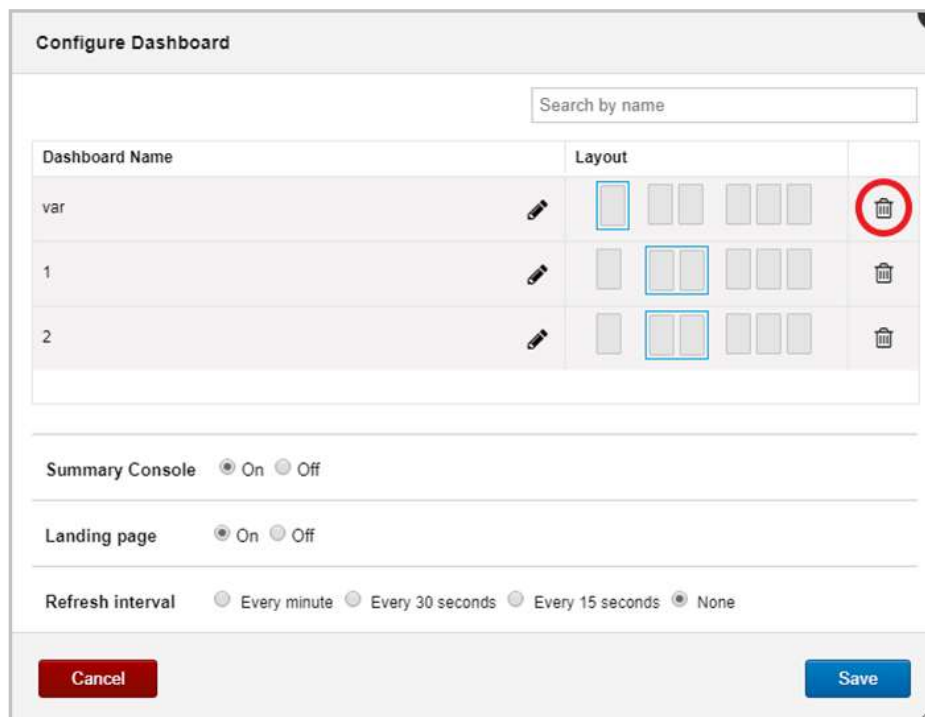 Configure Dashboard
Search by name
Dashboard Name Layout
var
1
2
Summary Console On Off
Landing page On Off
Refresh interval Every minute Every 30 seconds Every 15 seconds None
Cancel Save